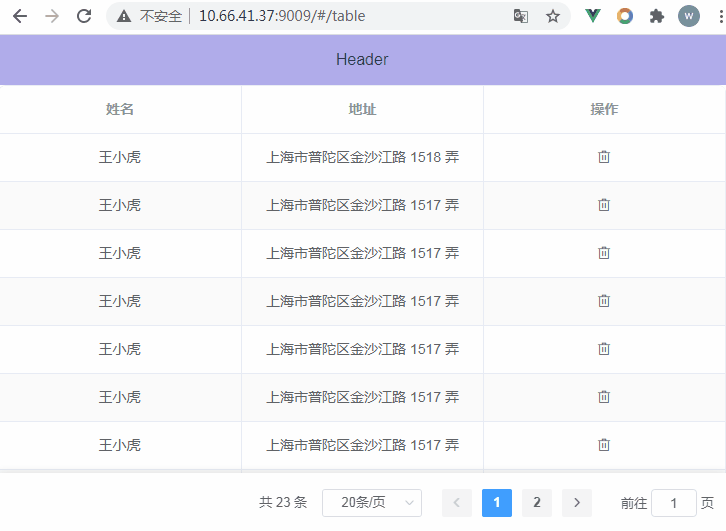 不安全 10.66.41.37:9009/#/table W
Header
姓名 地址 操作
王小虎 上海市普陀区金沙江路 1518 弄
王小虎 上海市普陀区金沙江路 1517 弄
王小虎 上海市普陀区金沙江路 1517 弄
王小虎 上海市普陀区金沙江路 1517 弄
王小虎 上海市普陀区金沙江路 1517 弄
王小虎 上海市普陀区金沙江路 1517 弄
王小虎 上海市普陀区金沙江路 1517 弄
共 23 条 20条/页 1 2 前往 1 页